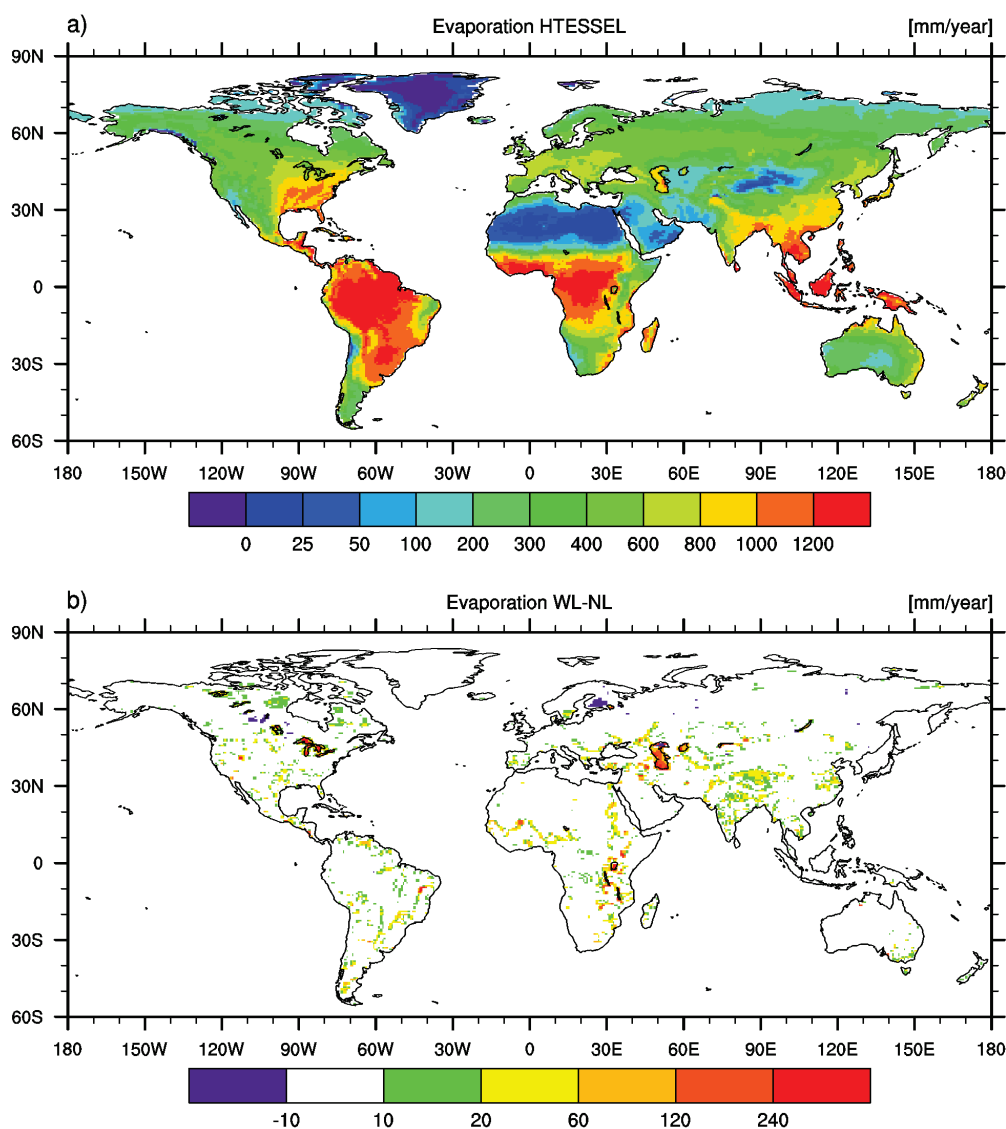 a) Evaporation HTESSEL [mm/year]
90N
60N
30N
0
30S
60S
180 150W 120W 90W 60W 30W 0 30E 60E 90E 120E 150E 180
0 25 50 100 200 300 400 600 800 1000 1200
b) Evaporation WL-NL [mm/year]
90N
60N
30N
0
30S
60S
180 150W 120W 90W 60W 30W 0 30E 60E 90E 120E 150E 180
-10 10 20 60 120 240